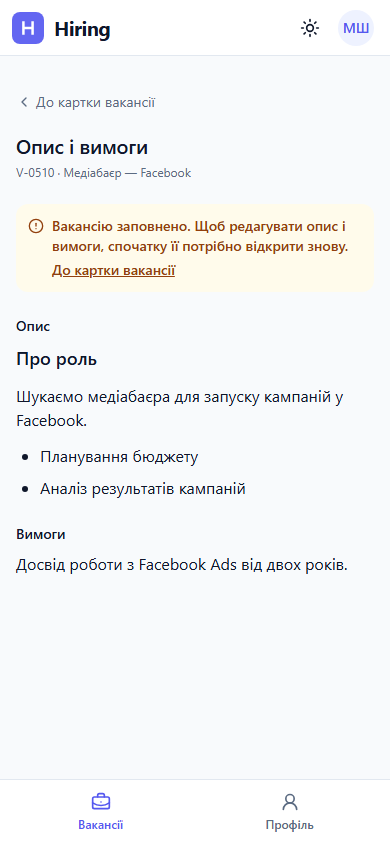 H Hiring МШ
До картки вакансії
Опис і вимоги
V-0510 · Медіабаєр — Facebook
Вакансію заповнено. Щоб редагувати опис і
вимоги, спочатку її потрібно відкрити знову.
До картки вакансії
Опис
Про роль
Шукаємо медіабаєра для запуску кампаній у
Facebook.
• Планування бюджету
• Аналіз результатів кампаній
Вимоги
Досвід роботи з Facebook Ads від двох років.
Вакансії Профіль